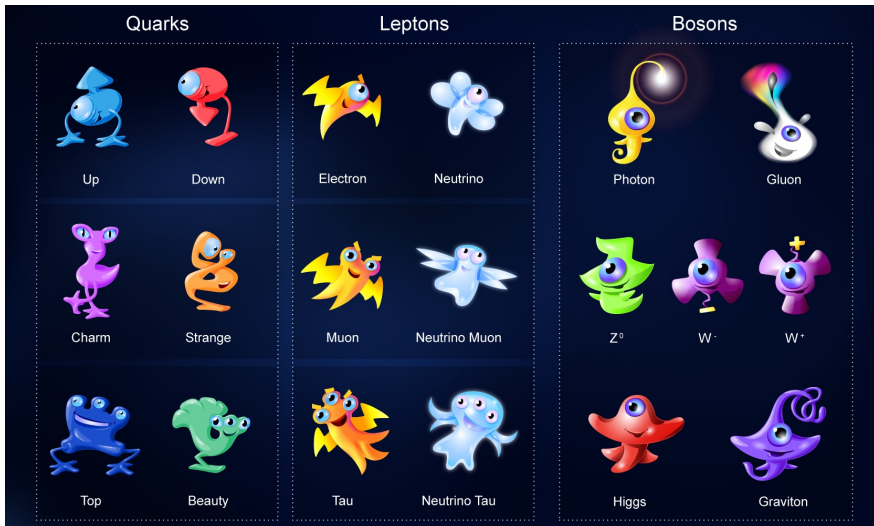 Quarks Leptons Bosons
Up Down Electron Neutrino Photon Gluon
Charm Strange Muon Neutrino Muon Z⁰ W⁻ W⁺
Top Beauty Tau Neutrino Tau Higgs Graviton